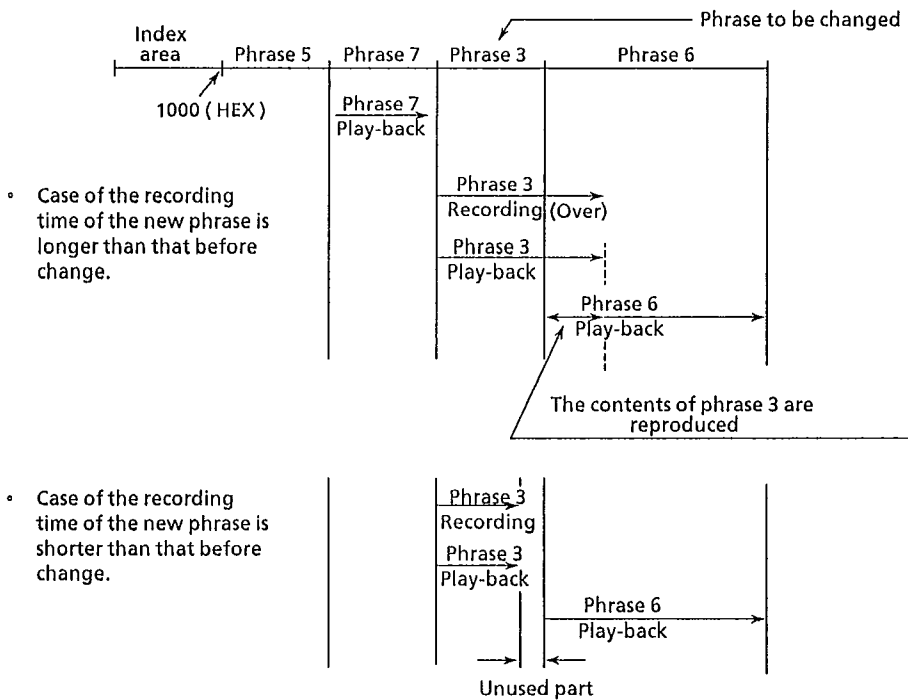 Phrase to be changed
Index
area
Phrase 5
Phrase 7
Phrase 3
Phrase 6
1000 ( HEX )
Phrase 7
Play-back
◦ Case of the recording
time of the new phrase is
longer than that before
change.
Phrase 3
Recording (Over)
Phrase 3
Play-back
Phrase 6
Play-back
The contents of phrase 3 are
reproduced
◦ Case of the recording
time of the new phrase is
shorter than that before
change.
Phrase 3
Recording
Phrase 3
Play-back
Phrase 6
Play-back
Unused part